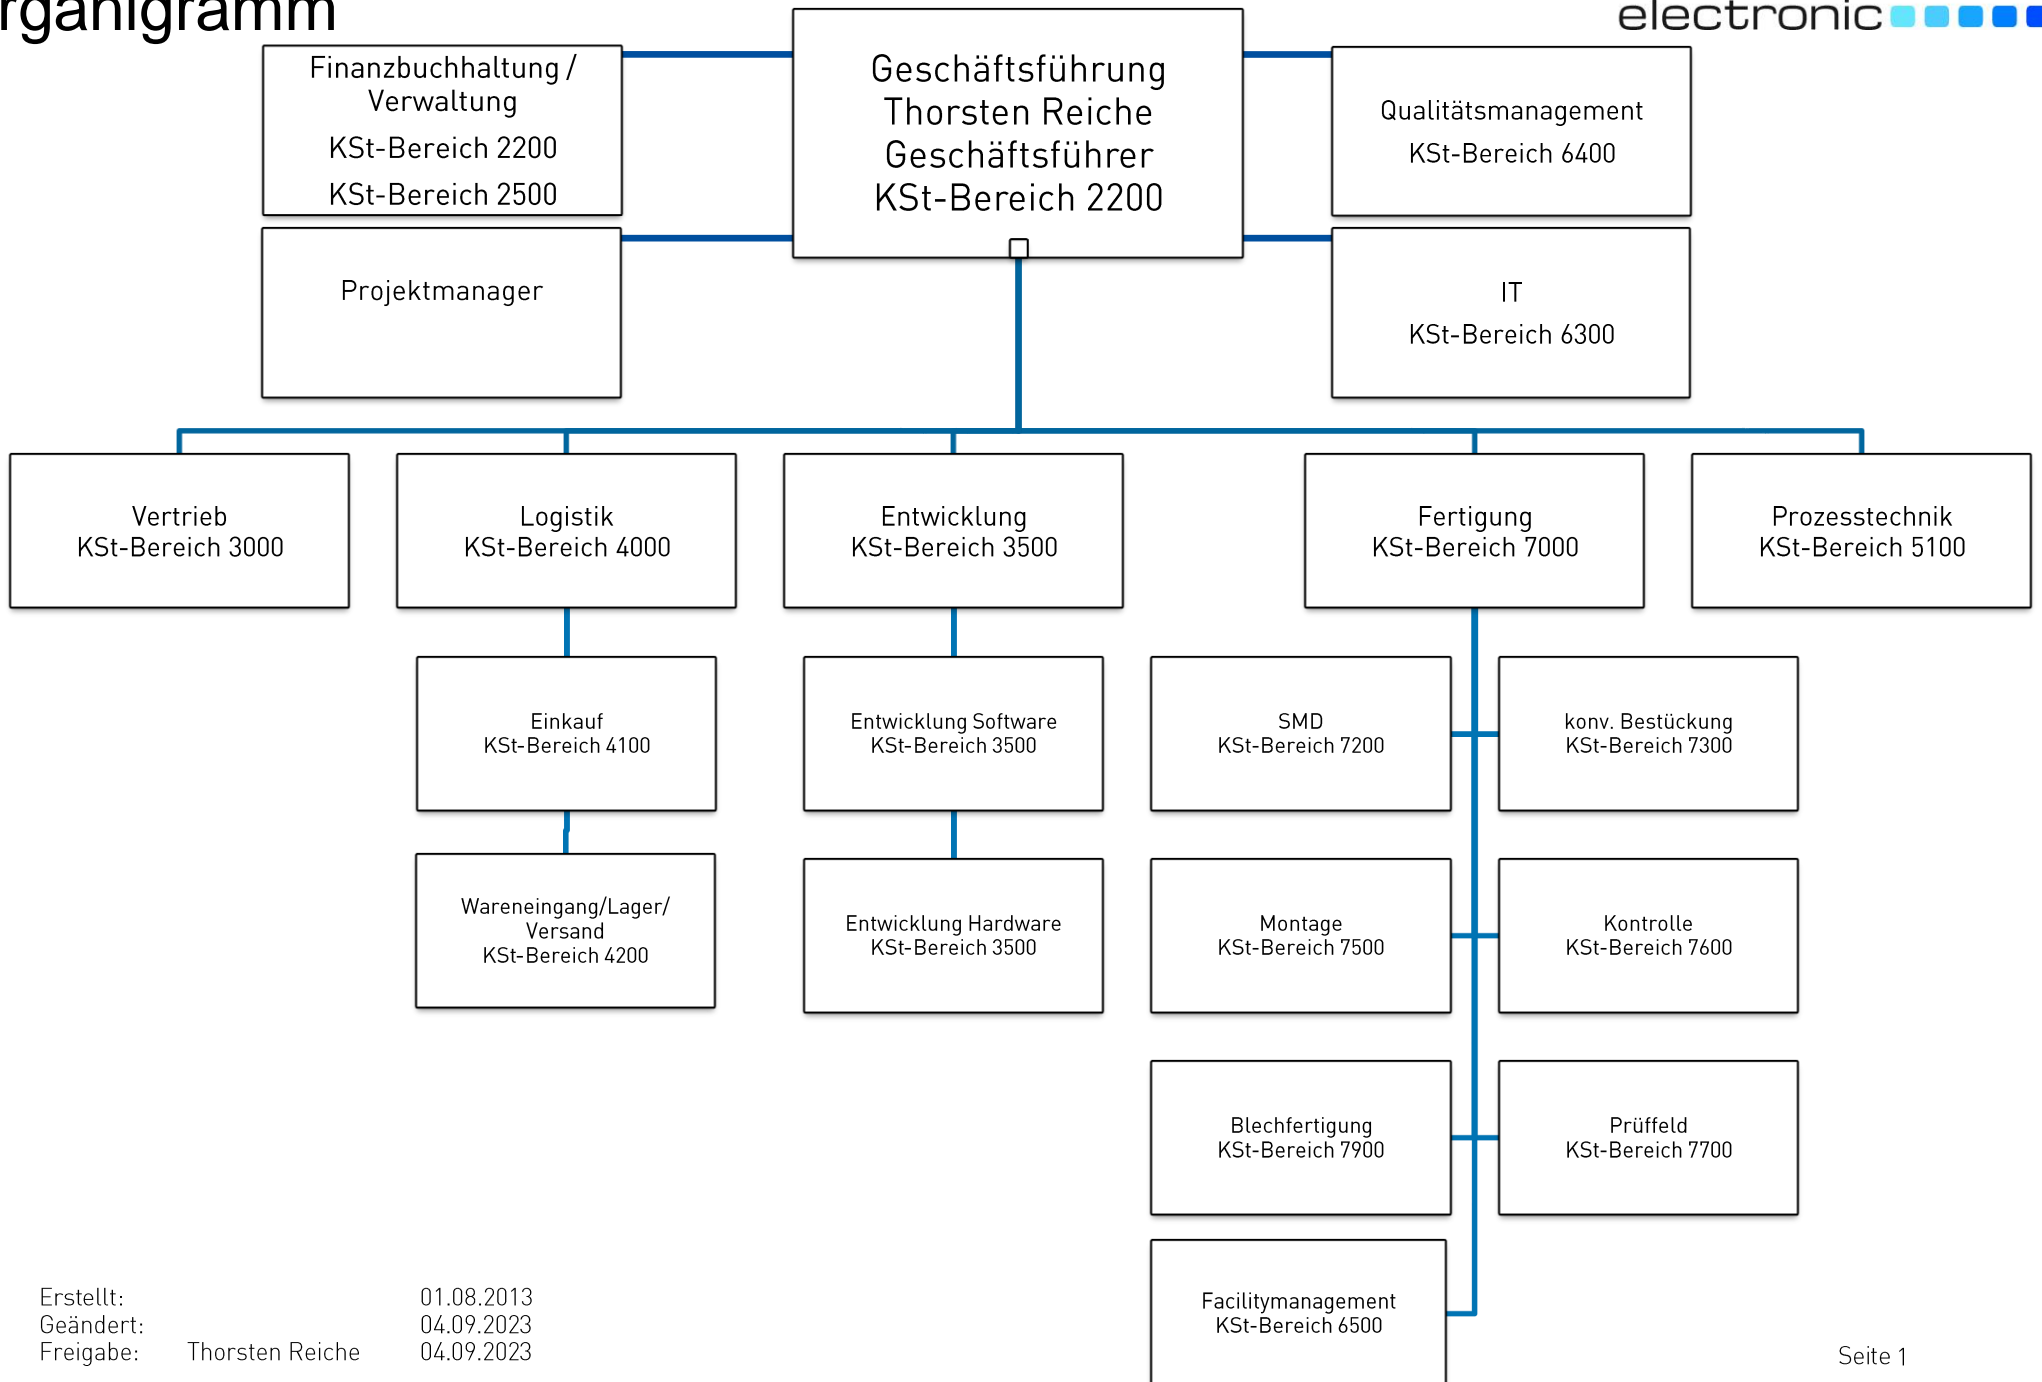 rganigramm
electronic
Finanzbuchhaltung /
Verwaltung
KSt-Bereich 2200
KSt-Bereich 2500
Geschäftsführung
Thorsten Reiche
Geschäftsführer
KSt-Bereich 2200
Qualitätsmanagement
KSt-Bereich 6400
Projektmanager
IT
KSt-Bereich 6300
Vertrieb
KSt-Bereich 3000
Logistik
KSt-Bereich 4000
Entwicklung
KSt-Bereich 3500
Fertigung
KSt-Bereich 7000
Prozesstechnik
KSt-Bereich 5100
Einkauf
KSt-Bereich 4100
Entwicklung Software
KSt-Bereich 3500
SMD
KSt-Bereich 7200
konv. Bestückung
KSt-Bereich 7300
Wareneingang/Lager/
Versand
KSt-Bereich 4200
Entwicklung Hardware
KSt-Bereich 3500
Montage
KSt-Bereich 7500
Kontrolle
KSt-Bereich 7600
Blechfertigung
KSt-Bereich 7900
Prüffeld
KSt-Bereich 7700
Facilitymanagement
KSt-Bereich 6500
Erstellt: 01.08.2013
Geändert: 04.09.2023
Freigabe: Thorsten Reiche 04.09.2023
Seite 1